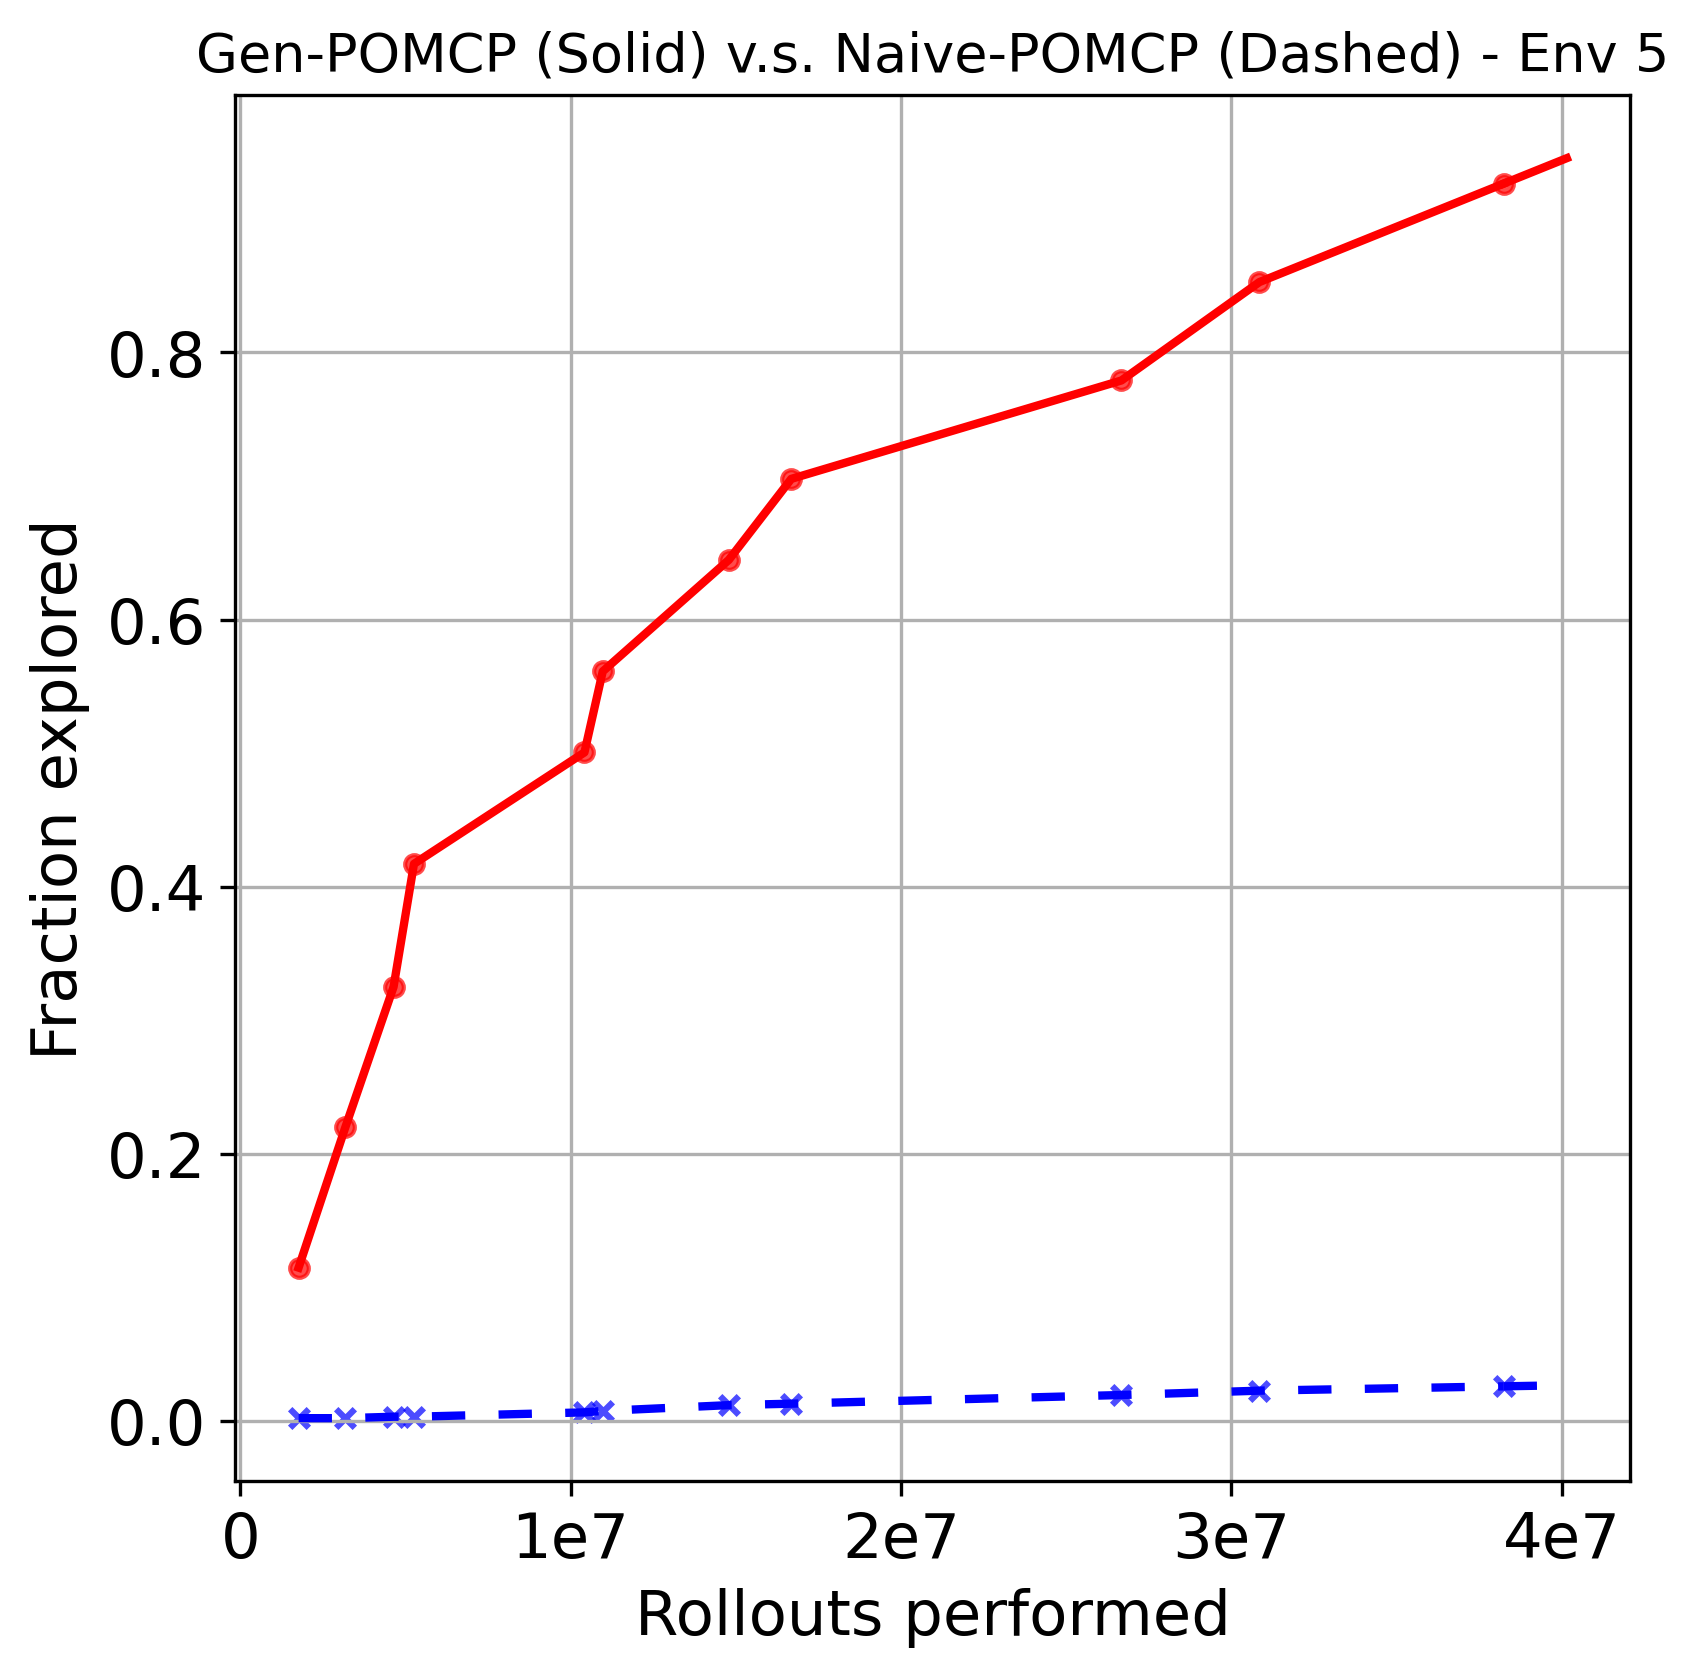 Gen-POMCP (Solid) v.s. Naive-POMCP (Dashed) - Env 5
Fraction explored
0.8
0.6
0.4
0.2
0.0
0 1e7 2e7 3e7 4e7
Rollouts performed